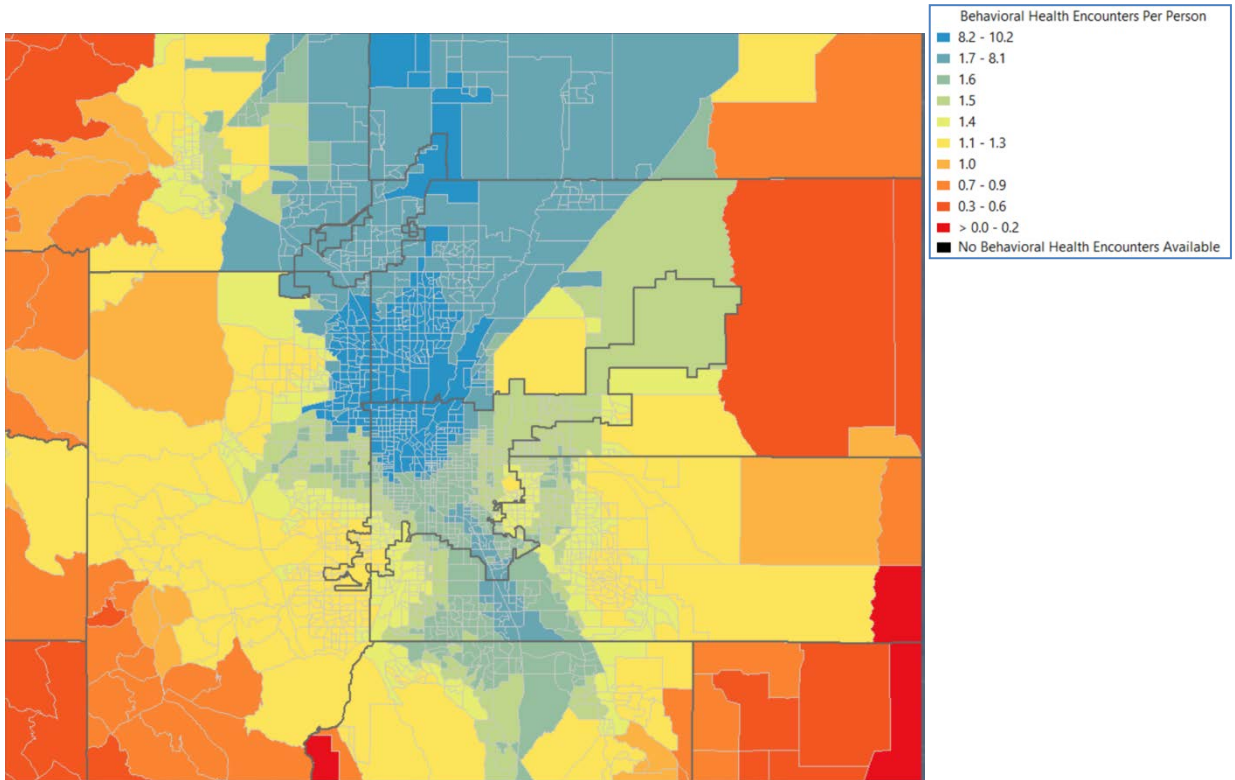 Behavioral Health Encounters Per Person
8.2 - 10.2
1.7 - 8.1
1.6
1.5
1.4
1.1 - 1.3
1.0
0.7 - 0.9
0.3 - 0.6
> 0.0 - 0.2
No Behavioral Health Encounters Available